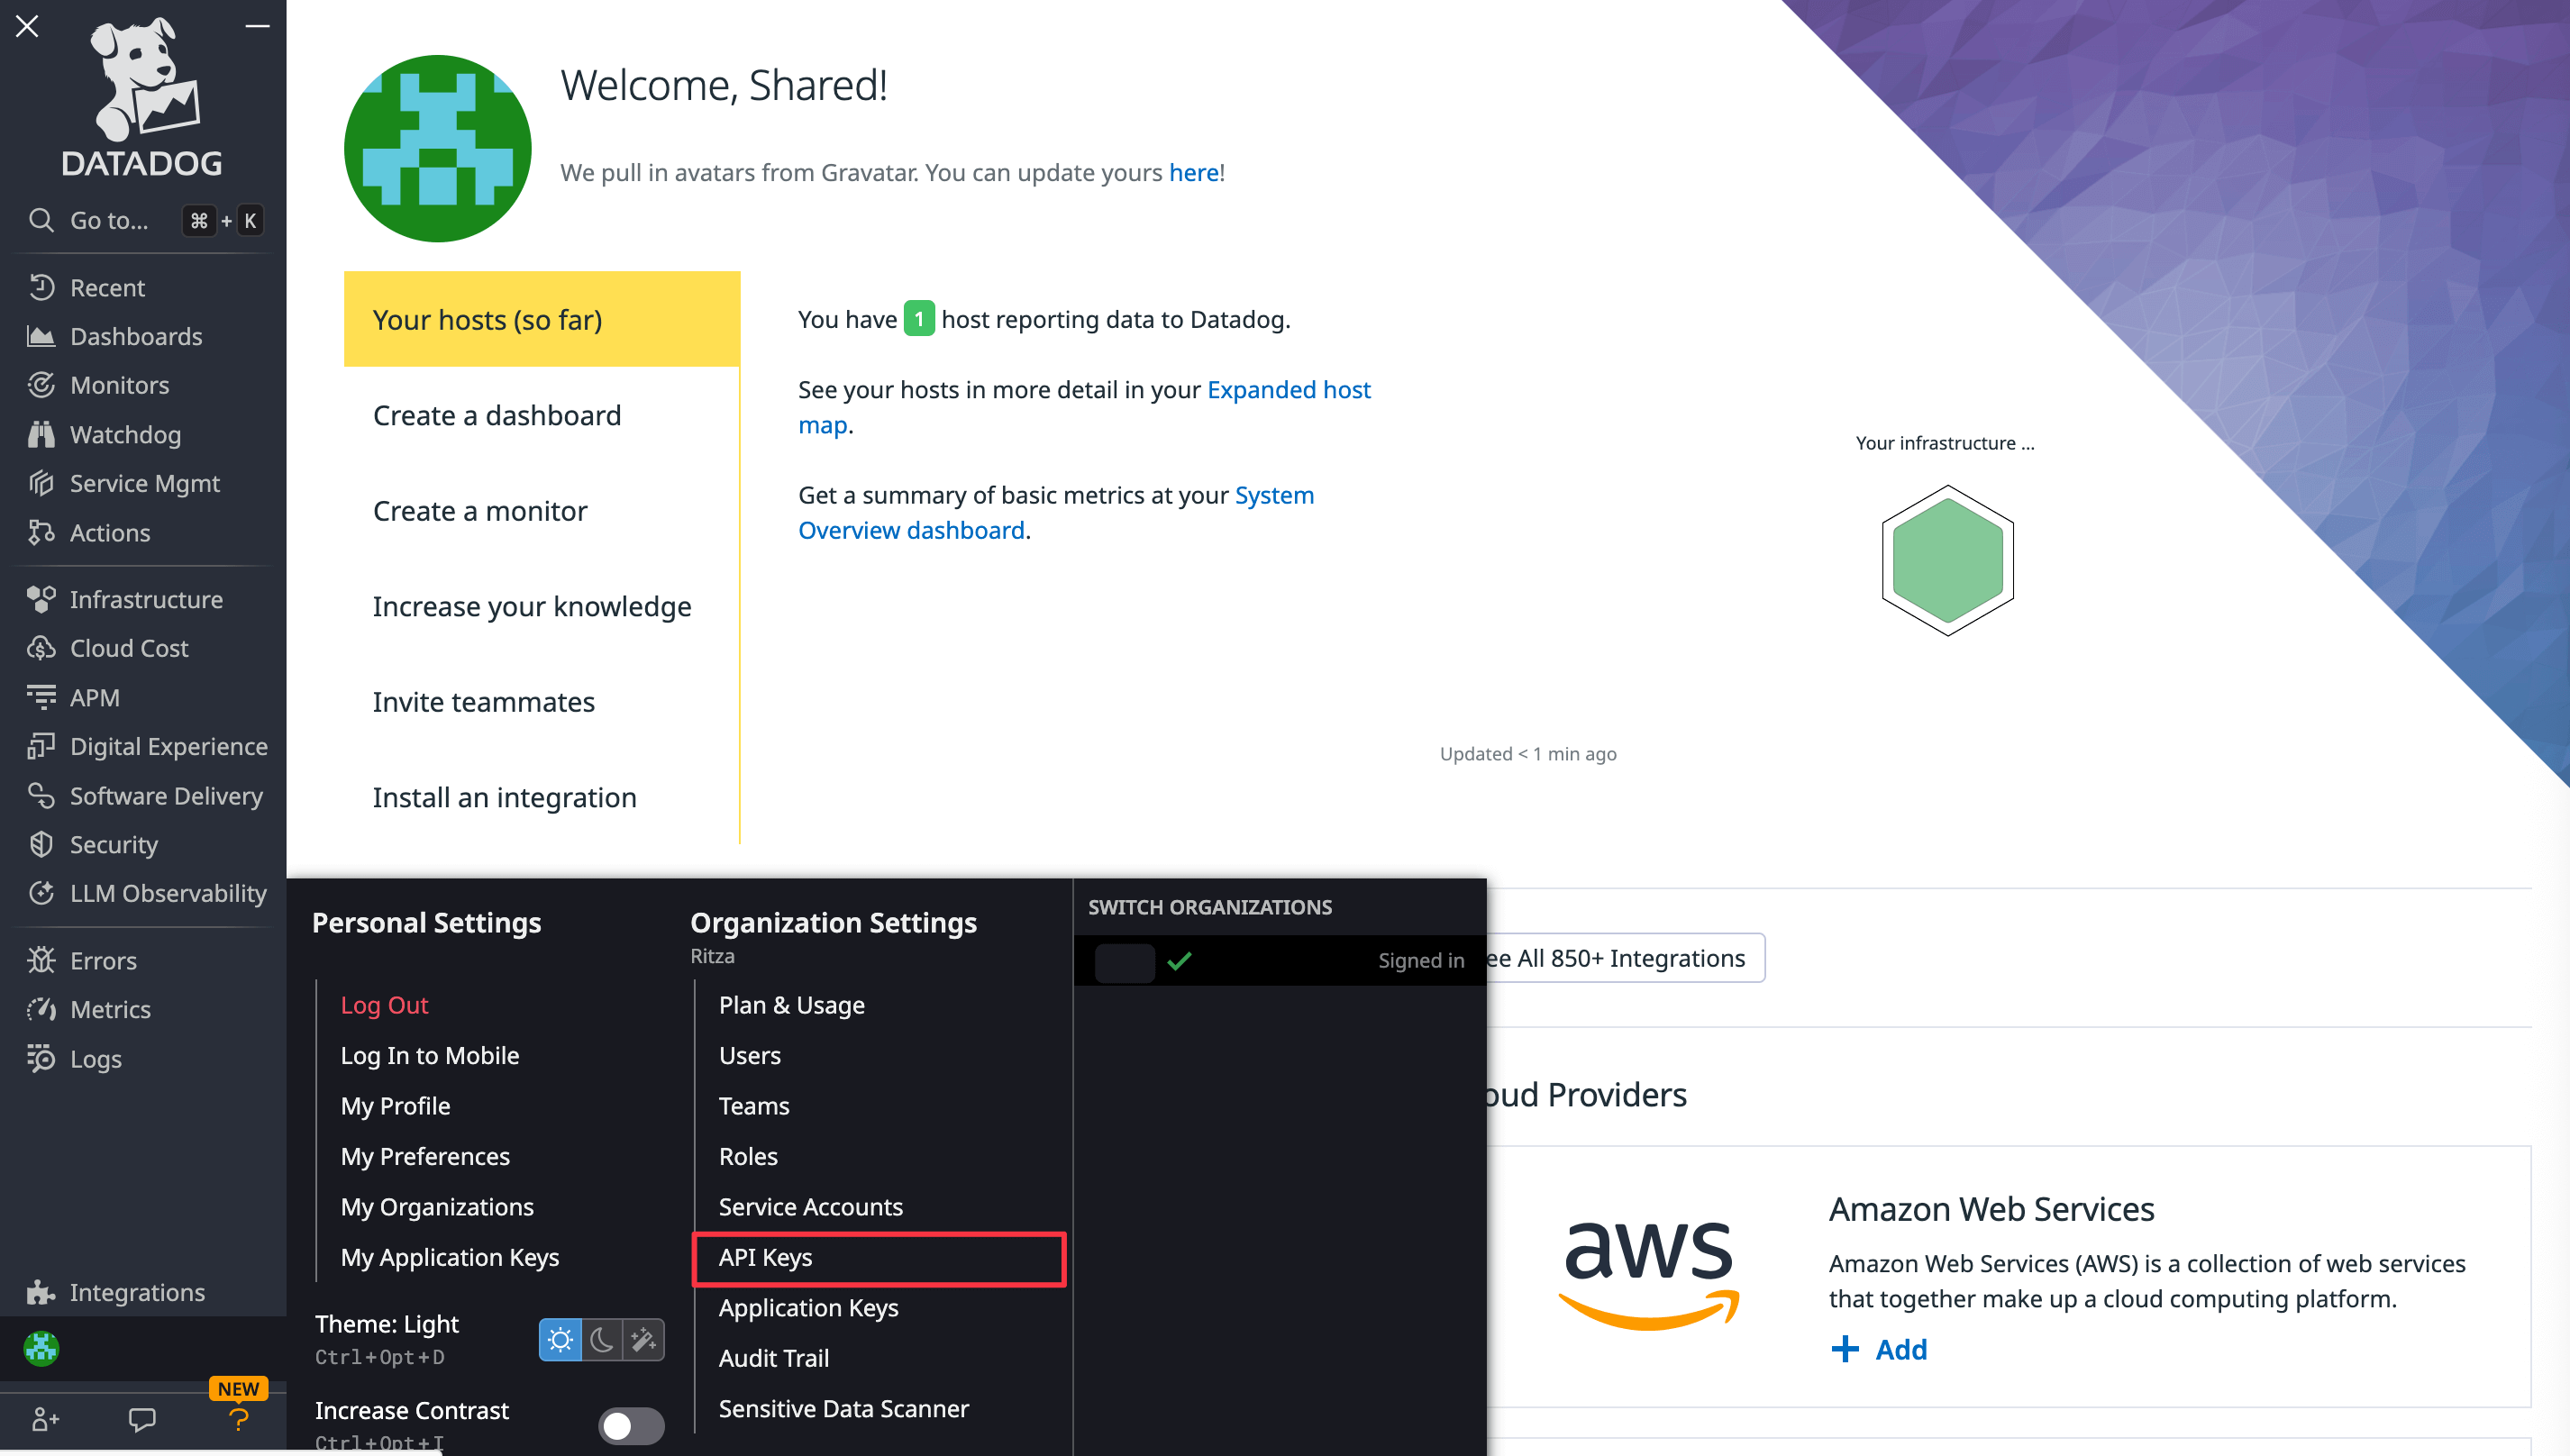 DATADOG
Go to... ⌘ + K
Recent
Dashboards
Monitors
Watchdog
Service Mgmt
Actions
Infrastructure
Cloud Cost
APM
Digital Experience
Software Delivery
Security
LLM Observability
Errors
Metrics
Logs
Integrations
NEW
?
Welcome, Shared!
We pull in avatars from Gravatar. You can update yours here!
Your hosts (so far)
Create a dashboard
Create a monitor
Increase your knowledge
Invite teammates
Install an integration
You have 1 host reporting data to Datadog.
See your hosts in more detail in your Expanded host
map.
Get a summary of basic metrics at your System
Overview dashboard.
Your infrastructure ...
Updated < 1 min ago
Personal Settings
Log Out
Log In to Mobile
My Profile
My Preferences
My Organizations
My Application Keys
Theme: Light
Ctrl+Opt+D
Increase Contrast
Ctrl+Opt+I
Organization Settings
Ritza
Plan & Usage
Users
Teams
Roles
Service Accounts
API Keys
Application Keys
Audit Trail
Sensitive Data Scanner
SWITCH ORGANIZATIONS
Signed in
ee All 850+ Integrations
oud Providers
aws
Amazon Web Services
Amazon Web Services (AWS) is a collection of web services
that together make up a cloud computing platform.
+ Add